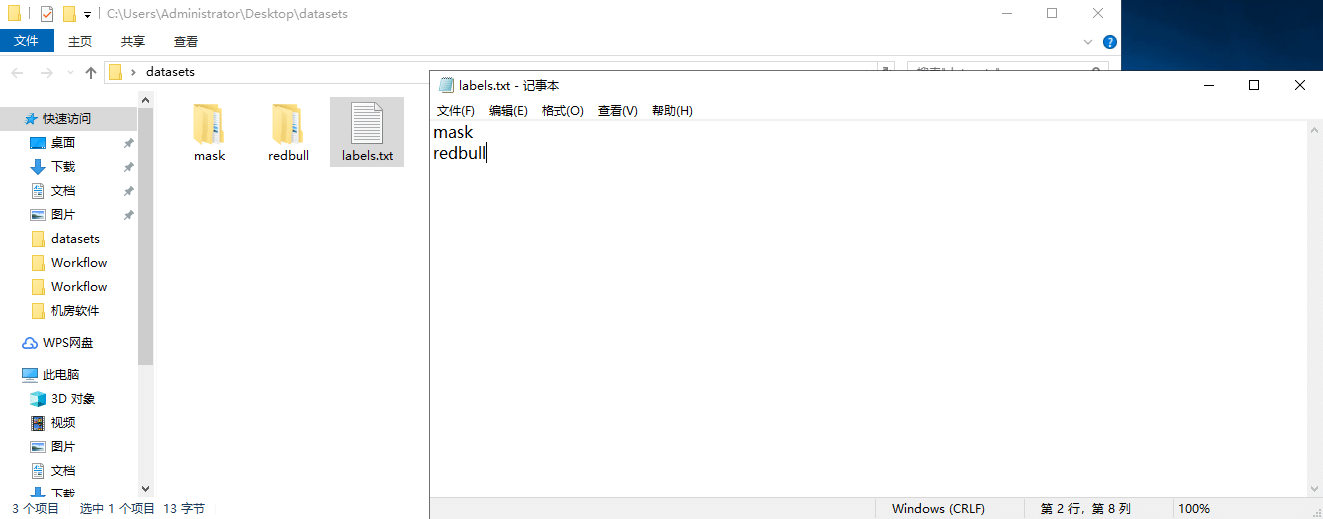 C:\Users\Administrator\Desktop\datasets
文件 主页 共享 查看
datasets
快速访问
桌面
下载
文档
图片
datasets
Workflow
Workflow
机房软件
WPS网盘
此电脑
3D 对象
视频
图片
文档
下载
mask
redbull
labels.txt
3 个项目 选中 1 个项目 13 字节
labels.txt - 记事本
文件(F) 编辑(E) 格式(O) 查看(V) 帮助(H)
mask
redbull
Windows (CRLF) 第 2 行，第 8 列 100%